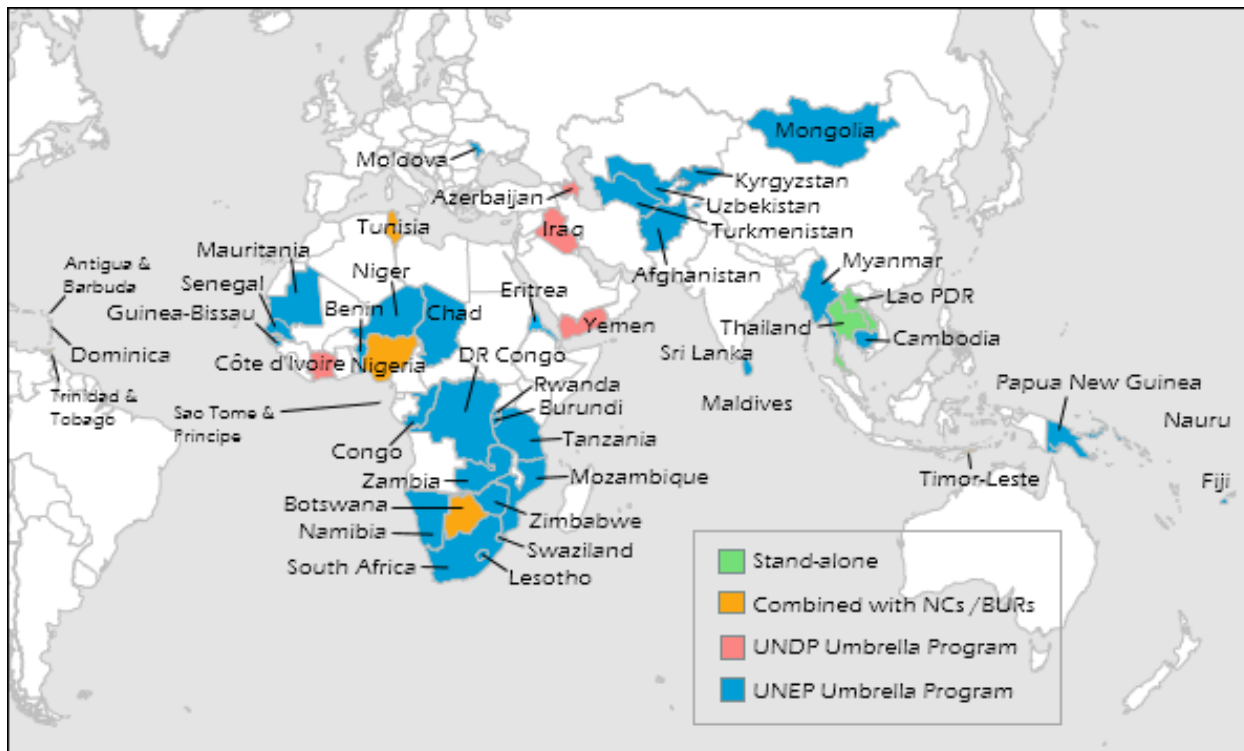 Mongolia
Moldova
Kyrgyzstan
Azerbaijan
Uzbekistan
Tunisia
Iraq
Turkmenistan
Mauritania
Antigua &
Barbuda
Niger
Afghanistan
Myanmar
Senegal
Eritrea
Lao PDR
Guinea-Bissau
Benin
Chad
Yemen
Thailand
Cambodia
Dominica
Côte d'Ivoire
Nigeria
DR Congo
Sri Lanka
Rwanda
Papua New Guinea
Trinidad &
Tobago
Sao Tome &
Principe
Burundi
Maldives
Nauru
Congo
Tanzania
Zambia
Mozambique
Timor-Leste
Fiji
Botswana
Zimbabwe
Namibia
Swaziland
South Africa
Lesotho
Stand-alone
Combined with NCs /BURs
UNDP Umbrella Program
UNEP Umbrella Program